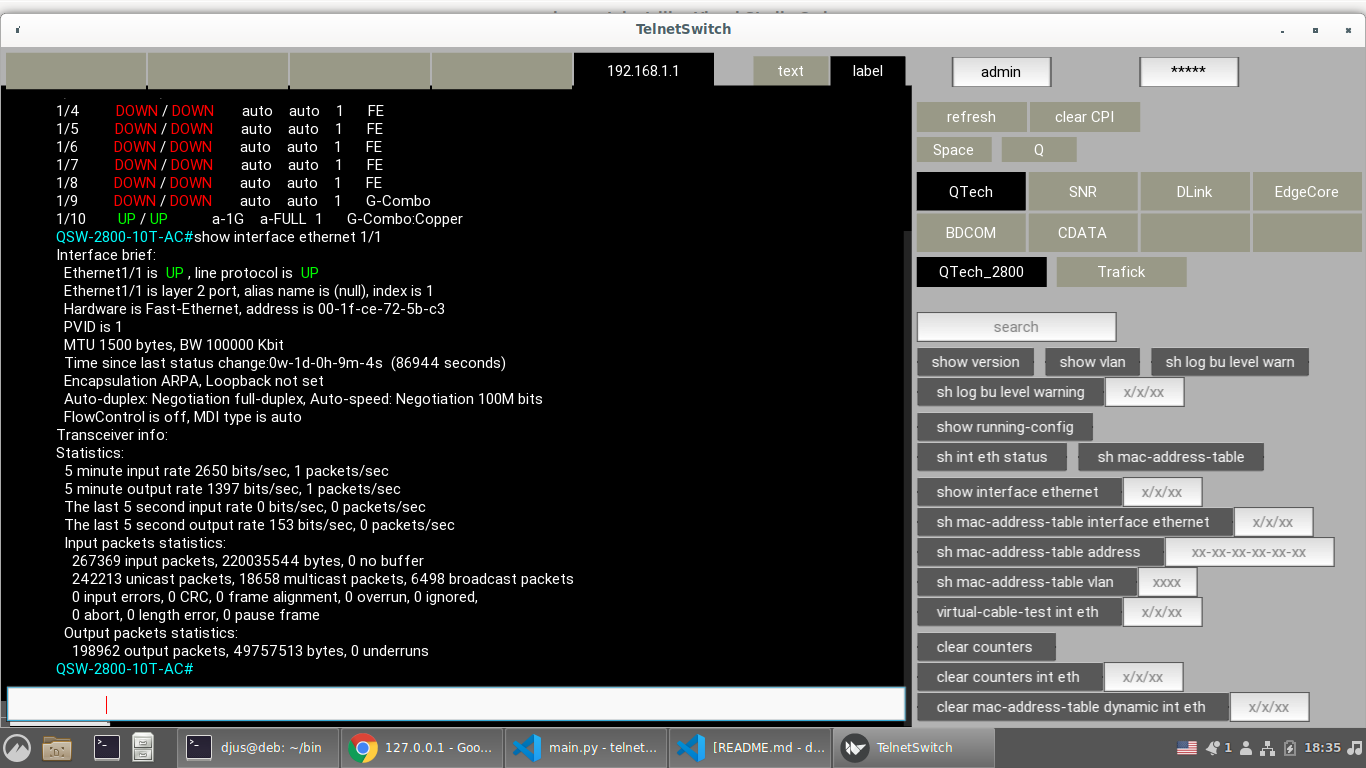 TelnetSwitch
192.168.1.1 text label admin *****
1/4 DOWN / DOWN auto auto 1 FE
1/5 DOWN / DOWN auto auto 1 FE
1/6 DOWN / DOWN auto auto 1 FE
1/7 DOWN / DOWN auto auto 1 FE
1/8 DOWN / DOWN auto auto 1 FE
1/9 DOWN / DOWN auto auto 1 G-Combo
1/10 UP / UP a-1G a-FULL 1 G-Combo:Copper
QSW-2800-10T-AC#show interface ethernet 1/1
Interface brief:
Ethernet1/1 is UP , line protocol is UP
Ethernet1/1 is layer 2 port, alias name is (null), index is 1
Hardware is Fast-Ethernet, address is 00-1f-ce-72-5b-c3
PVID is 1
MTU 1500 bytes, BW 100000 Kbit
Time since last status change:0w-1d-0h-9m-4s (86944 seconds)
Encapsulation ARPA, Loopback not set
Auto-duplex: Negotiation full-duplex, Auto-speed: Negotiation 100M bits
FlowControl is off, MDI type is auto
Transceiver info:
Statistics:
5 minute input rate 2650 bits/sec, 1 packets/sec
5 minute output rate 1397 bits/sec, 1 packets/sec
The last 5 second input rate 0 bits/sec, 0 packets/sec
The last 5 second output rate 153 bits/sec, 0 packets/sec
Input packets statistics:
267369 input packets, 220035544 bytes, 0 no buffer
242213 unicast packets, 18658 multicast packets, 6498 broadcast packets
0 input errors, 0 CRC, 0 frame alignment, 0 overrun, 0 ignored,
0 abort, 0 length error, 0 pause frame
Output packets statistics:
198962 output packets, 49757513 bytes, 0 underruns
QSW-2800-10T-AC#
refresh clear CPI
Space Q
QTech SNR DLink EdgeCore
BDCOM CDATA
QTech_2800 Trafick
search
show version show vlan sh log bu level warn
sh log bu level warning x/x/xx
show running-config
sh int eth status sh mac-address-table
show interface ethernet x/x/xx
sh mac-address-table interface ethernet x/x/xx
sh mac-address-table address xx-xx-xx-xx-xx-xx
sh mac-address-table vlan xxxx
virtual-cable-test int eth x/x/xx
clear counters
clear counters int eth x/x/xx
clear mac-address-table dynamic int eth x/x/xx
djus@deb: ~/bin 127.0.0.1 - Goo... main.py - telnet... [README.md - d... TelnetSwitch 1 18:35